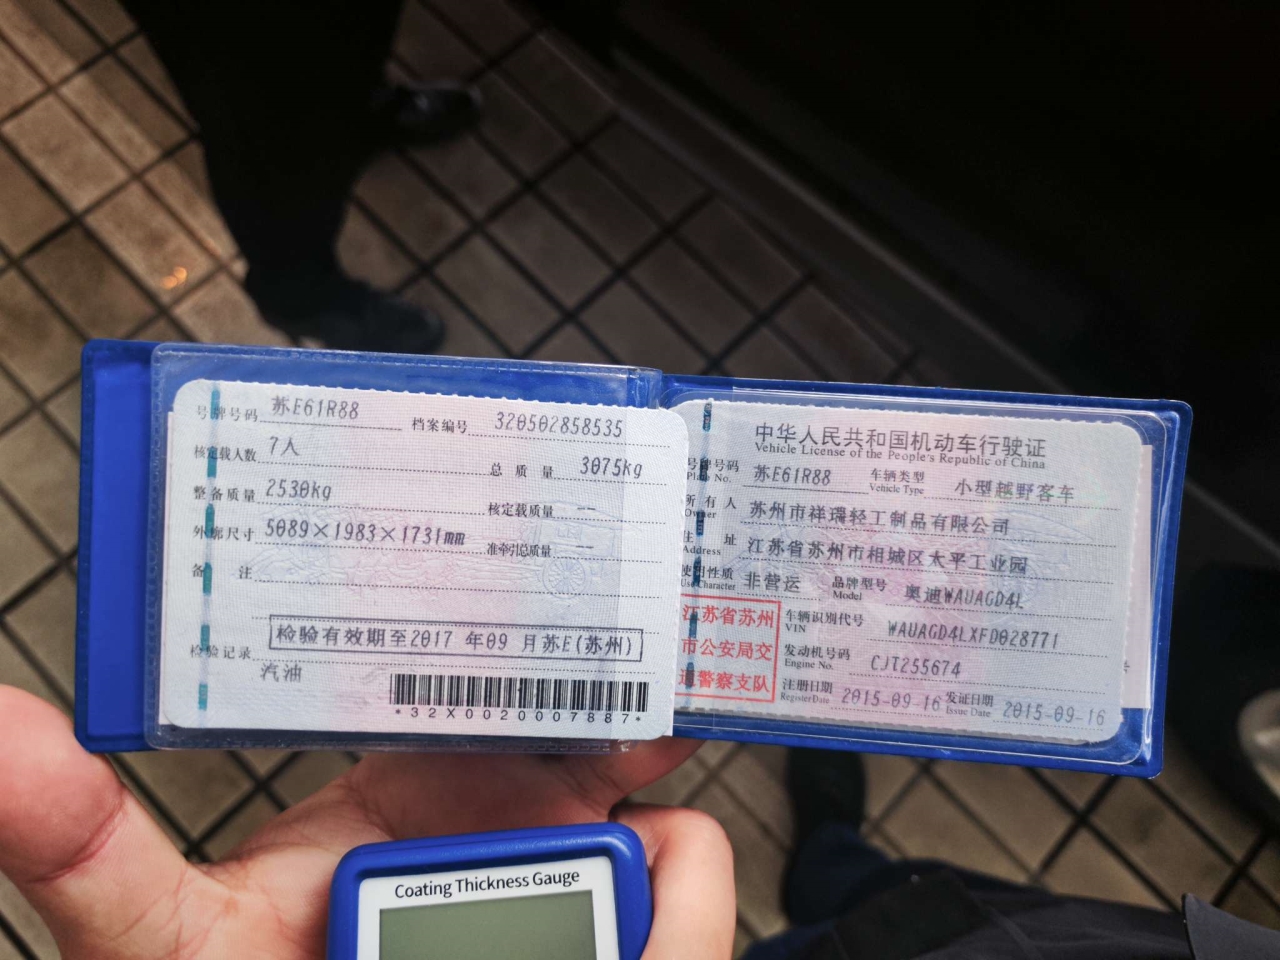 号牌号码 苏E61R88 档案编号 320502858535
核定载人数 7人 总 质 量 3075kg
整备质量 2530kg 核定载质量 --
外廓尺寸 5089×1983×1731mm 准牵引总质量 --
备 注
检验有效期至2017 年09 月苏E(苏州)
检验记录
汽油
*32X0020007887*
中华人民共和国机动车行驶证
Vehicle License of the People's Republic of China
号牌号码 苏E61R88 车辆类型 小型越野客车
Plate No. Vehicle Type
所 有 人 苏州市祥瑞轻工制品有限公司
Owner
住 址 江苏省苏州市相城区太平工业园
Address
使用性质 非营运 品牌型号 奥迪WAUAGD4L
Use Character Model
江苏省苏州
市公安局交
通警察支队
车辆识别代号 WAUAGD4LXFD028771
VIN
发动机号码 CJT255674
Engine No.
注册日期 2015-09-16 发证日期 2015-09-16
Register Date Issue Date
Coating Thickness Gauge